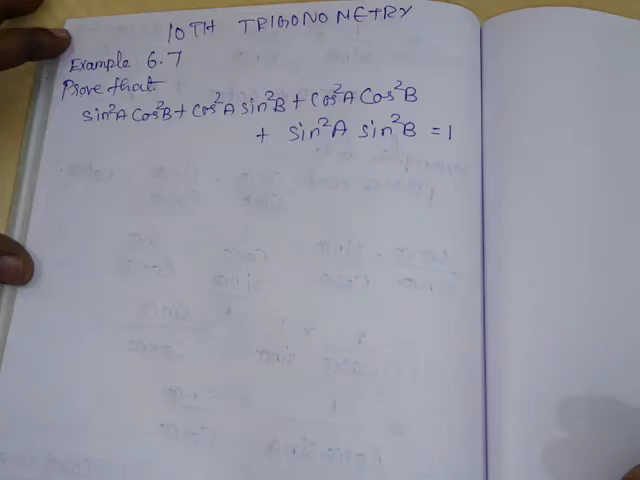 10TH TRIGONOMETRY
Example 6.7
Prove that
sin²A Cos²B + Cos²A sin²B + Cos²A Cos²B
+ sin²A sin²B = 1